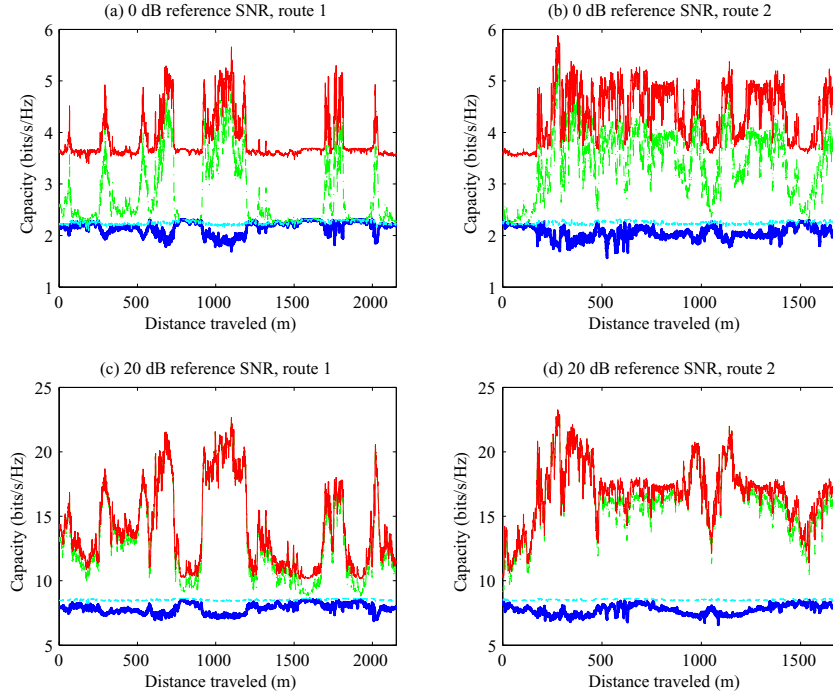 (a) 0 dB reference SNR, route 1
6
5
4
3
2
1
Capacity (bits/s/Hz)
0 500 1000 1500 2000
Distance traveled (m)
(b) 0 dB reference SNR, route 2
6
5
4
3
2
1
Capacity (bits/s/Hz)
0 500 1000 1500
Distance traveled (m)
(c) 20 dB reference SNR, route 1
25
20
15
10
5
Capacity (bits/s/Hz)
0 500 1000 1500 2000
Distance traveled (m)
(d) 20 dB reference SNR, route 2
25
20
15
10
5
Capacity (bits/s/Hz)
0 500 1000 1500
Distance traveled (m)